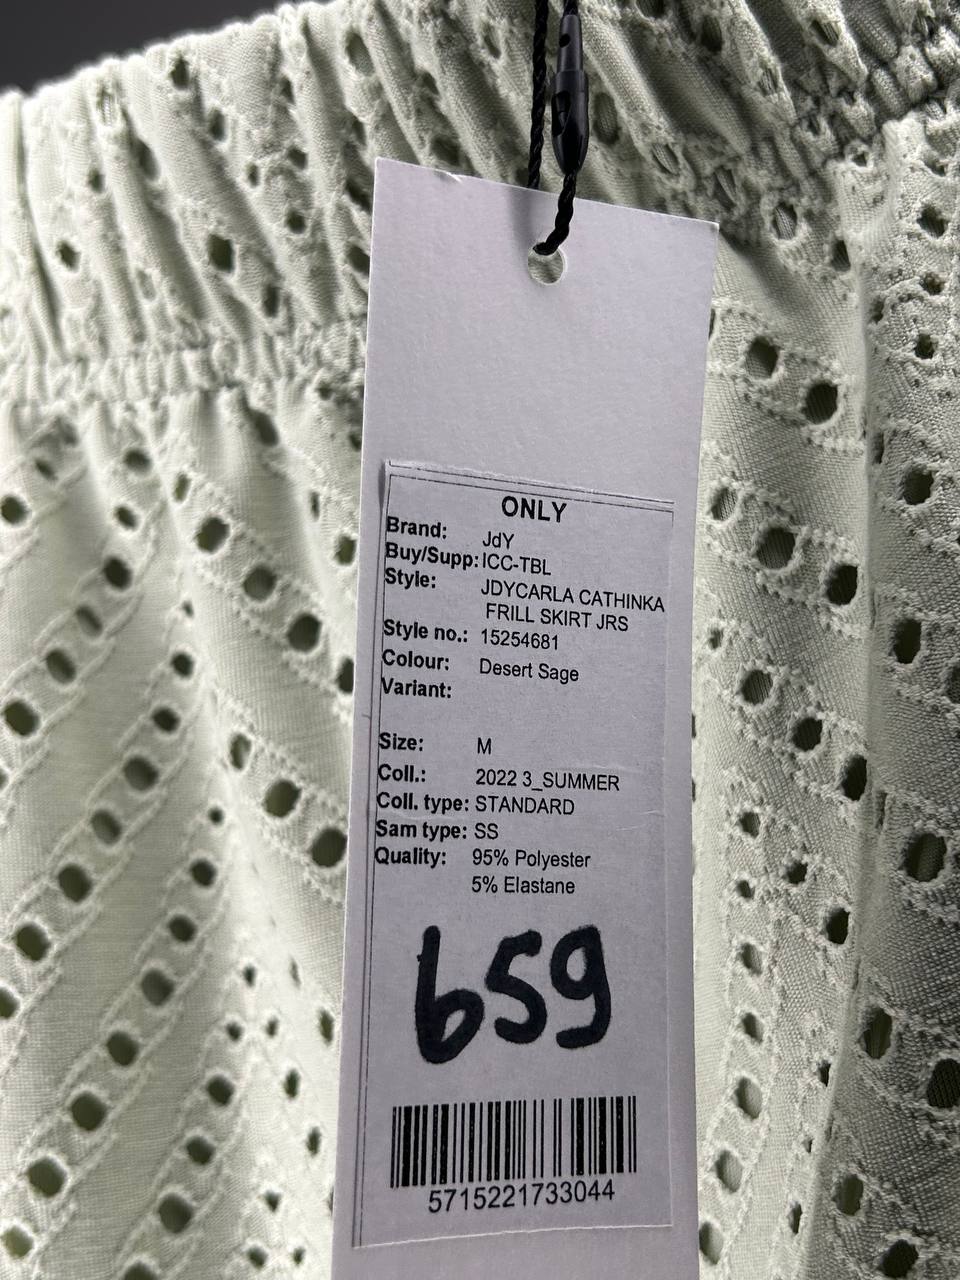 ONLY
Brand: JdY
Buy/Supp: ICC-TBL
Style: JDYCARLA CATHINKA
FRILL SKIRT JRS
Style no.: 15254681
Colour: Desert Sage
Variant:
Size: M
Coll.: 2022 3_SUMMER
Coll. type: STANDARD
Sam type: SS
Quality: 95% Polyester
5% Elastane
659
5715221733044